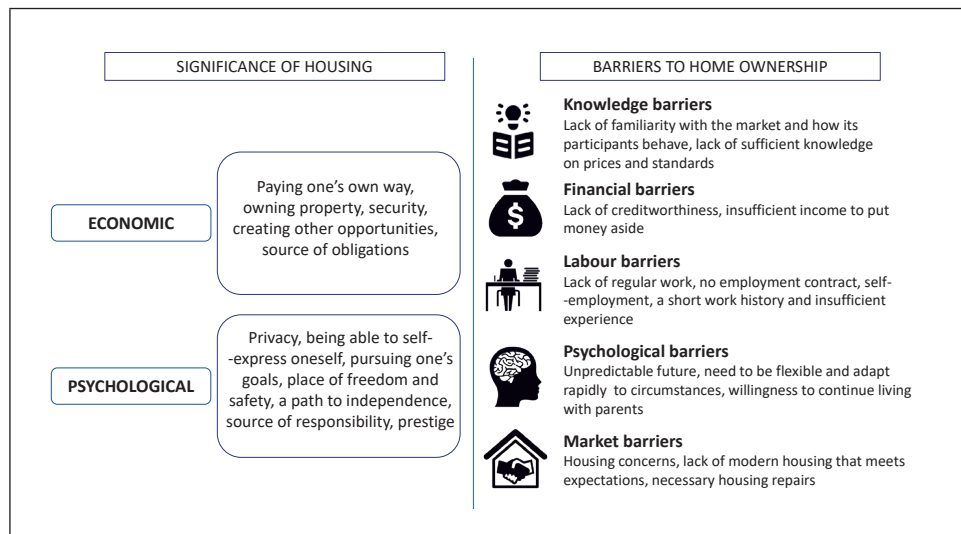 SIGNIFICANCE OF HOUSING
ECONOMIC
Paying one's own way,
owning property, security,
creating other opportunities,
source of obligations
PSYCHOLOGICAL
Privacy, being able to self-
-express oneself, pursuing one's
goals, place of freedom and
safety, a path to independence,
source of responsibility, prestige
BARRIERS TO HOME OWNERSHIP
Knowledge barriers
Lack of familiarity with the market and how its
participants behave, lack of sufficient knowledge
on prices and standards
$
Financial barriers
Lack of creditworthiness, insufficient income to put
money aside
Labour barriers
Lack of regular work, no employment contract, self-
-employment, a short work history and insufficient
experience
Psychological barriers
Unpredictable future, need to be flexible and adapt
rapidly to circumstances, willingness to continue living
with parents
Market barriers
Housing concerns, lack of modern housing that meets
expectations, necessary housing repairs